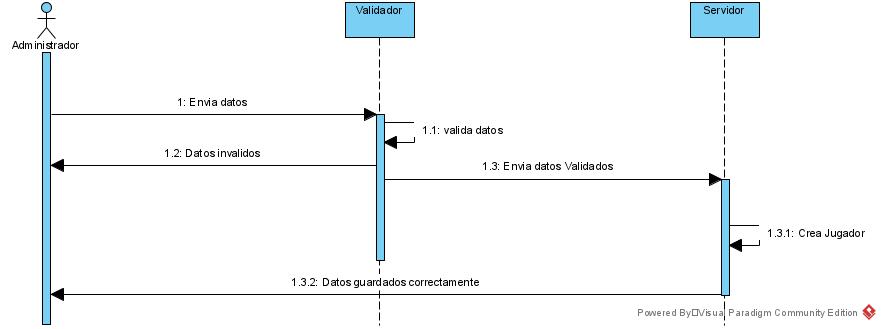 Administrador
Validador
Servidor
1: Envia datos
1.1: valida datos
1.2: Datos invalidos
1.3: Envia datos Validados
1.3.1: Crea Jugador
1.3.2: Datos guardados correctamente
Powered By Visual Paradigm Community Edition